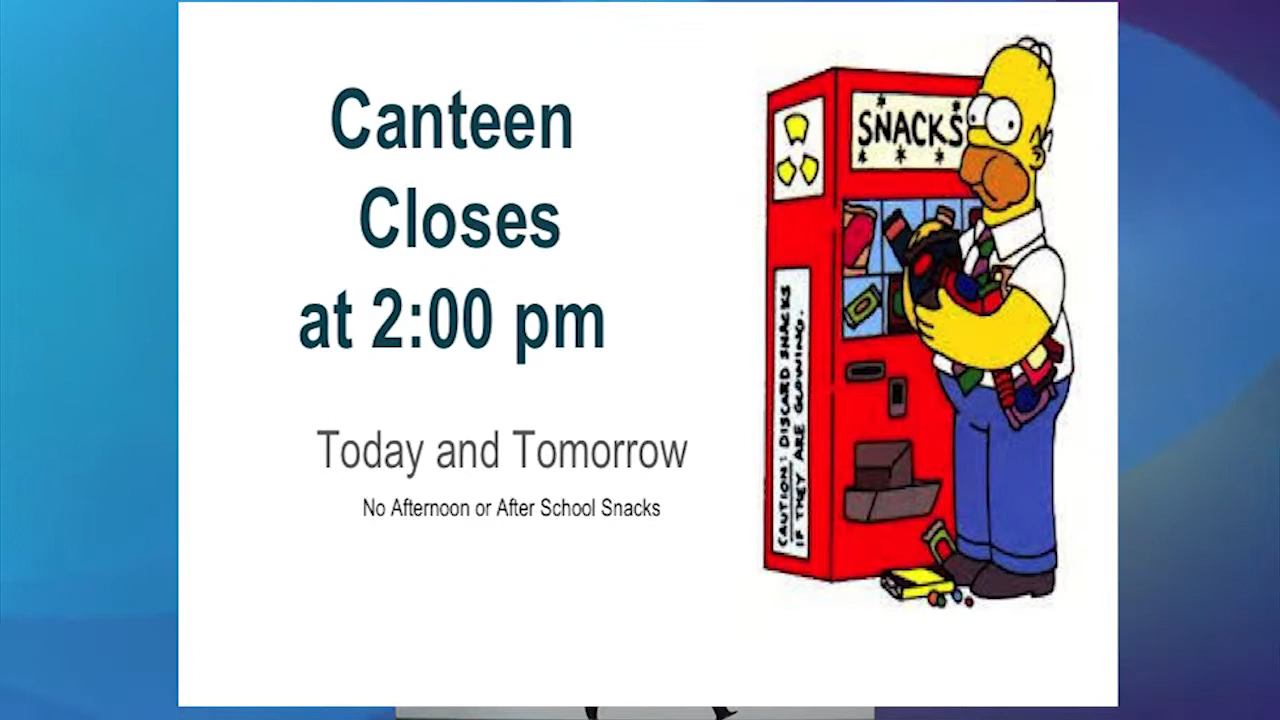 Canteen
Closes
at 2:00 pm
Today and Tomorrow
No Afternoon or After School Snacks
SNACKS
CAUTION: DISCARD SNACKS
IF THEY ARE GLOWING.